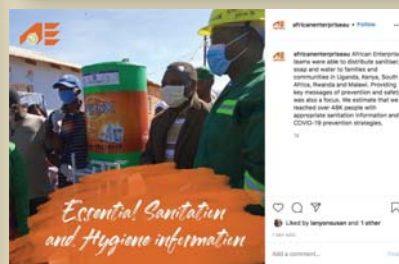 AE
Essential Sanitation
and Hygiene information
africanenterpriseau • Follow
africanenterpriseau African Enterprise
teams were able to distribute sanitiser,
soap and water to families and
communities in Uganda, Kenya, South
Africa, Rwanda and Malawi. Providing
key messages of prevention and safety
was also a focus. We estimate that we
reached over 48K people with
appropriate sanitation information and
COVID-19 prevention strategies.
Liked by lanyonsusan and 1 other
Add a comment...